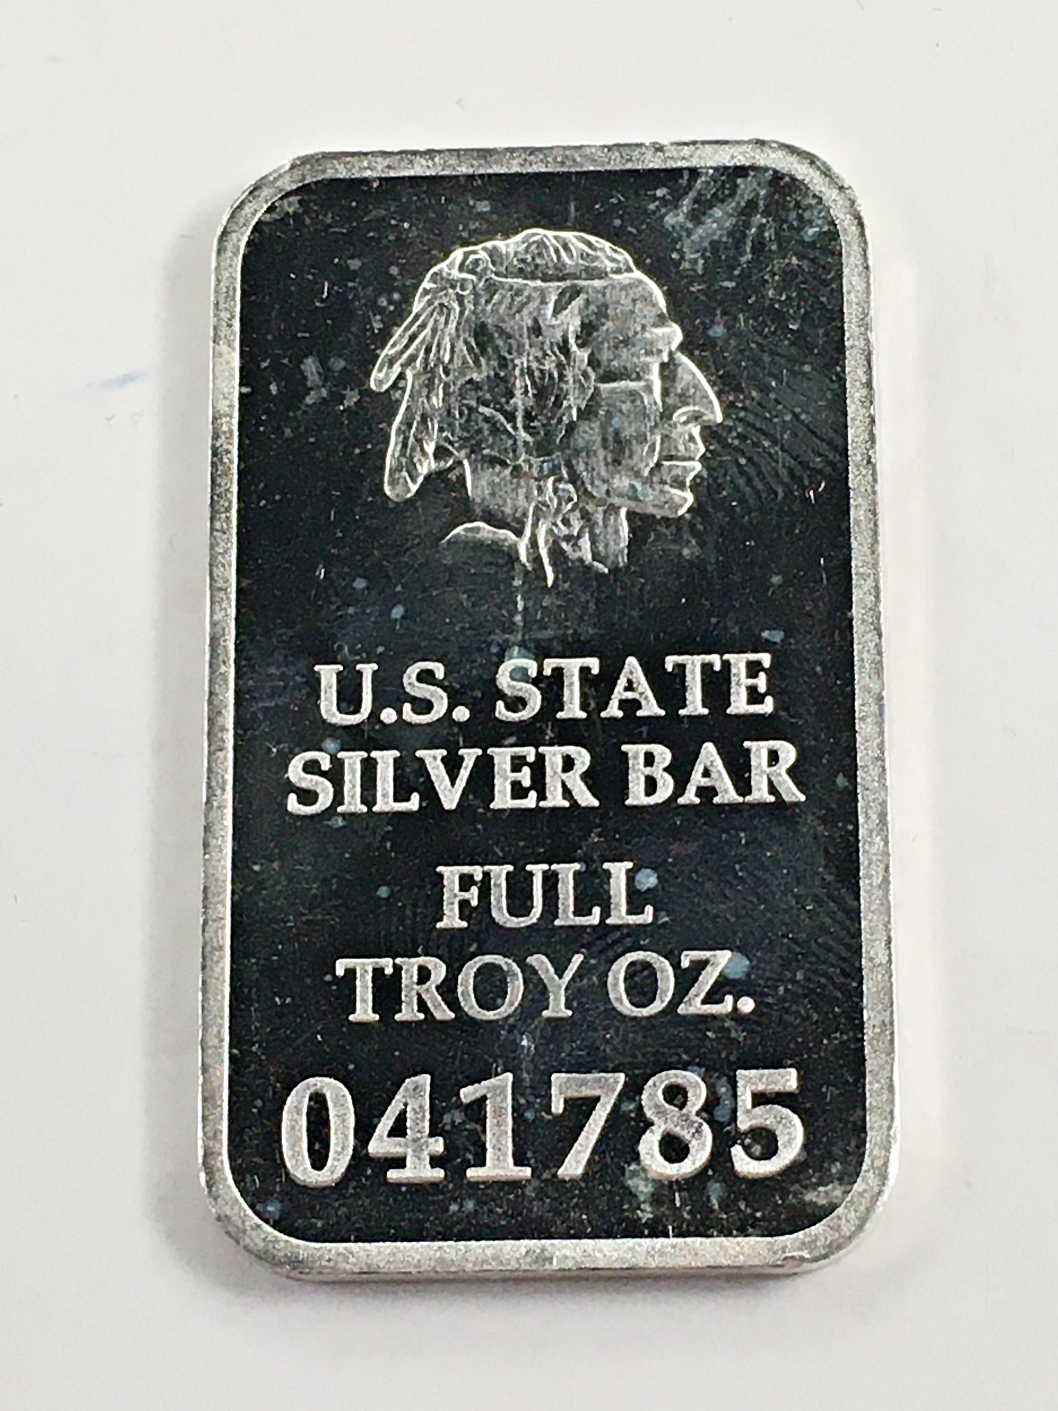 U.S. STATE
SILVER BAR
FULL
TROY OZ.
041785